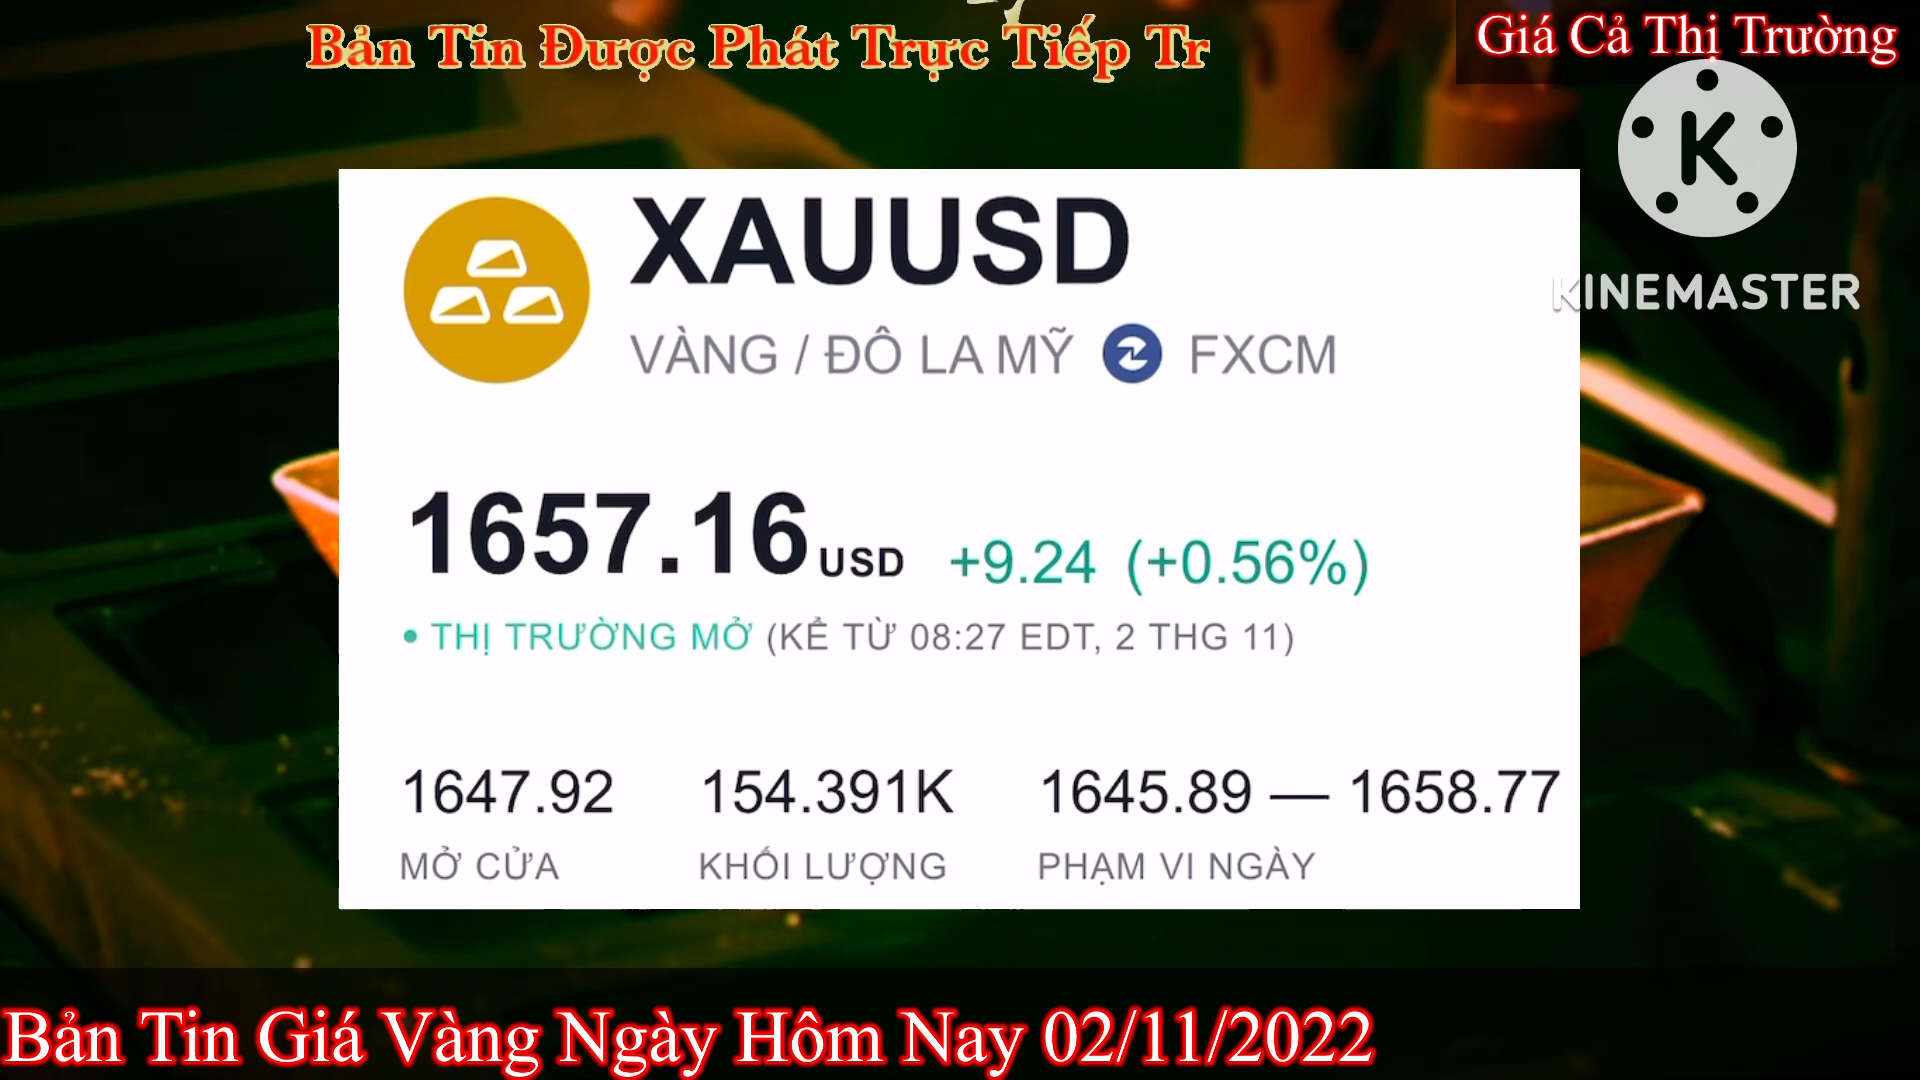 Bản Tin Được Phát Trực Tiếp Tr
Giá Cả Thị Trường
K
KINEMASTER
XAUUSD
VÀNG / ĐÔ LA MỸ FXCM
1657.16 USD +9.24 (+0.56%)
• THỊ TRƯỜNG MỞ (KỂ TỪ 08:27 EDT, 2 THG 11)
1647.92 154.391K 1645.89 — 1658.77
MỞ CỬA KHỐI LƯỢNG PHẠM VI NGÀY
Bản Tin Giá Vàng Ngày Hôm Nay 02/11/2022